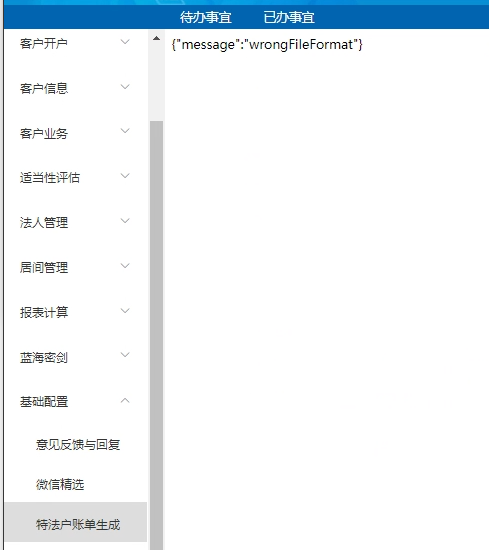 待办事宜 已办事宜
{"message":"wrongFileFormat"}
客户开户
客户信息
客户业务
适当性评估
法人管理
居间管理
报表计算
蓝海密剑
基础配置
意见反馈与回复
微信精选
特法户账单生成